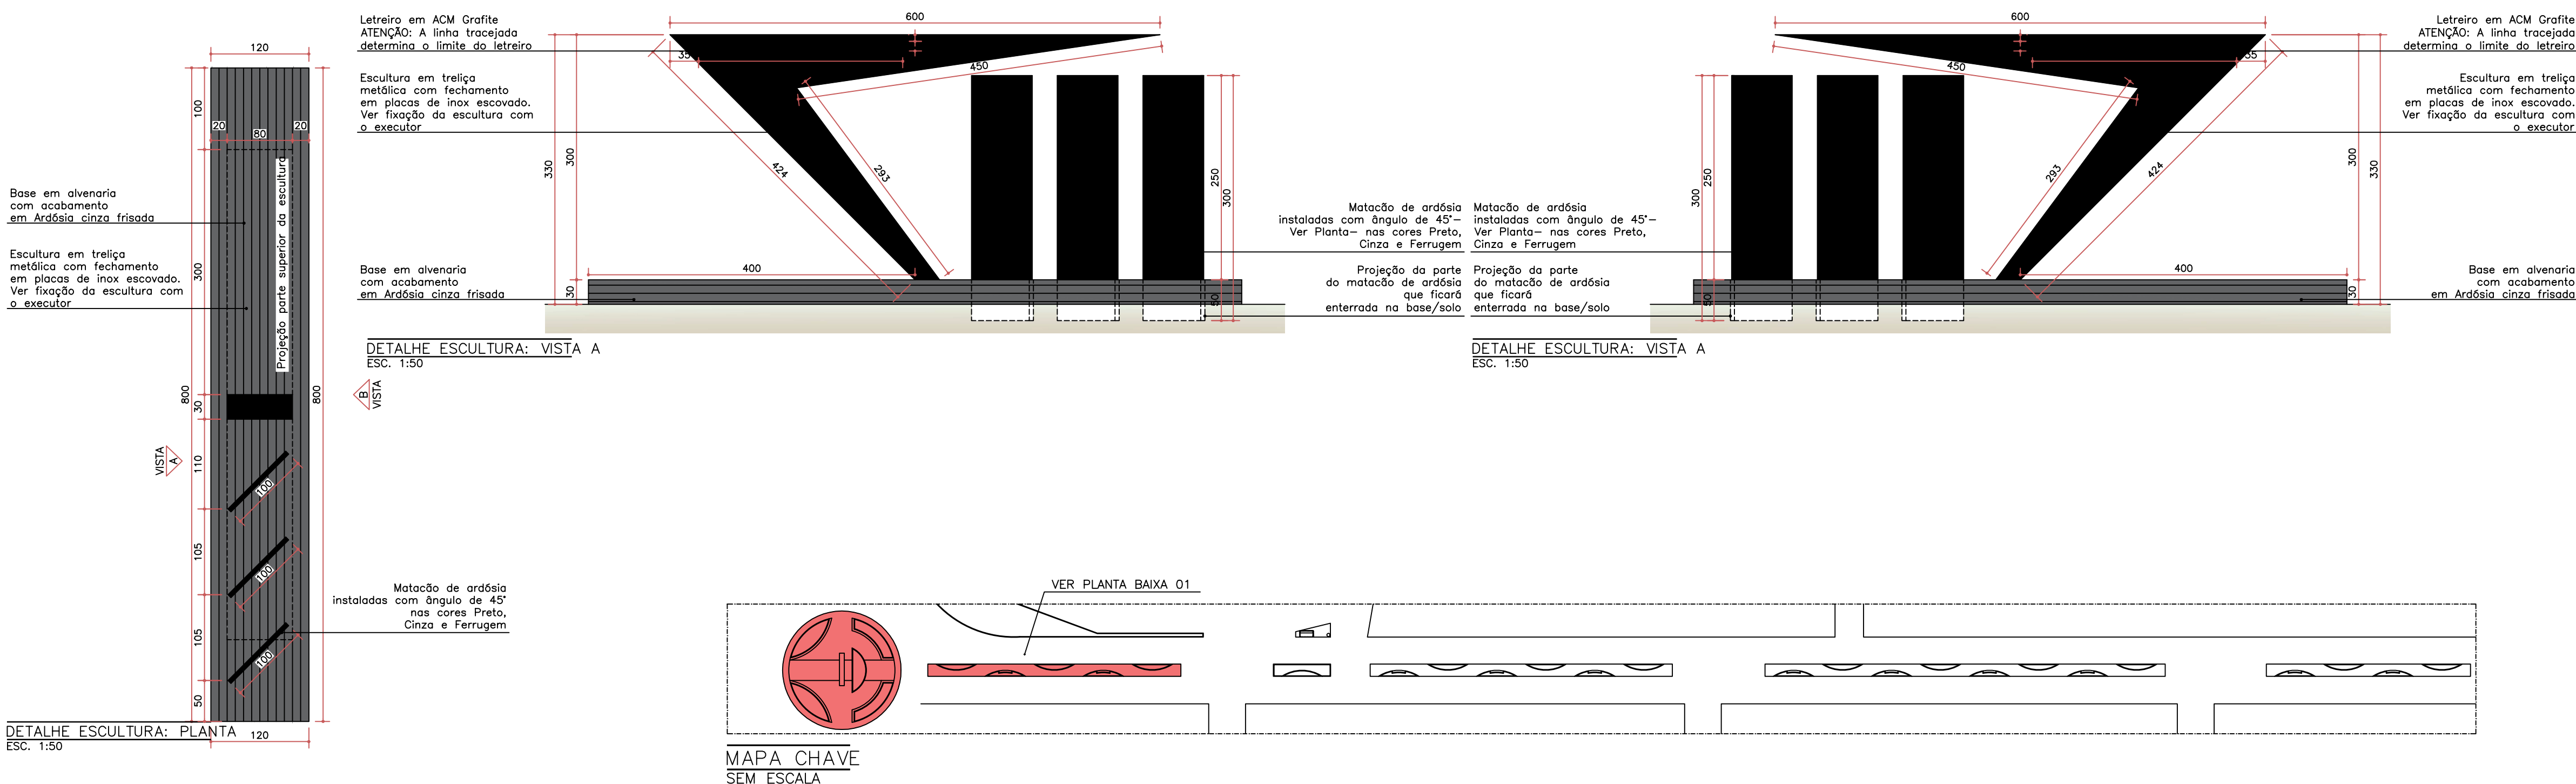 120
100
20
80
20
Projeção parte superior da escultura
Base em alvenaria
com acabamento
em Ardósia cinza frisada
Escultura em treliça
metálica com fechamento
em placas de inox escovado.
Ver fixação da escultura com
o executor
300
800
30
800
VISTA
A
110
100
105
100
105
100
50
Matacão de ardósia
instaladas com ângulo de 45°
nas cores Preto,
Cinza e Ferrugem
DETALHE ESCULTURA: PLANTA
ESC. 1:50
120
B
VISTA
Letreiro em ACM Grafite
ATENÇÃO: A linha tracejada
determina o limite do letreiro
Escultura em treliça
metálica com fechamento
em placas de inox escovado.
Ver fixação da escultura com
o executor
Base em alvenaria
com acabamento
em Ardósia cinza frisada
600
35
450
330
300
424
293
250
300
400
30
50
Matacão de ardósia
instaladas com ângulo de 45°–
Ver Planta– nas cores Preto,
Cinza e Ferrugem
Projeção da parte
do matacão de ardósia
que ficará
enterrada na base/solo
DETALHE ESCULTURA: VISTA A
ESC. 1:50
Matacão de ardósia
instaladas com ângulo de 45°–
Ver Planta– nas cores Preto,
Cinza e Ferrugem
Projeção da parte
do matacão de ardósia
que ficará
enterrada na base/solo
600
35
450
300
250
293
424
300
330
400
30
50
Letreiro em ACM Grafite
ATENÇÃO: A linha tracejada
determina o limite do letreiro
Escultura em treliça
metálica com fechamento
em placas de inox escovado.
Ver fixação da escultura com
o executor
Base em alvenaria
com acabamento
em Ardósia cinza frisada
DETALHE ESCULTURA: VISTA A
ESC. 1:50
VER PLANTA BAIXA 01
MAPA CHAVE
SEM ESCALA